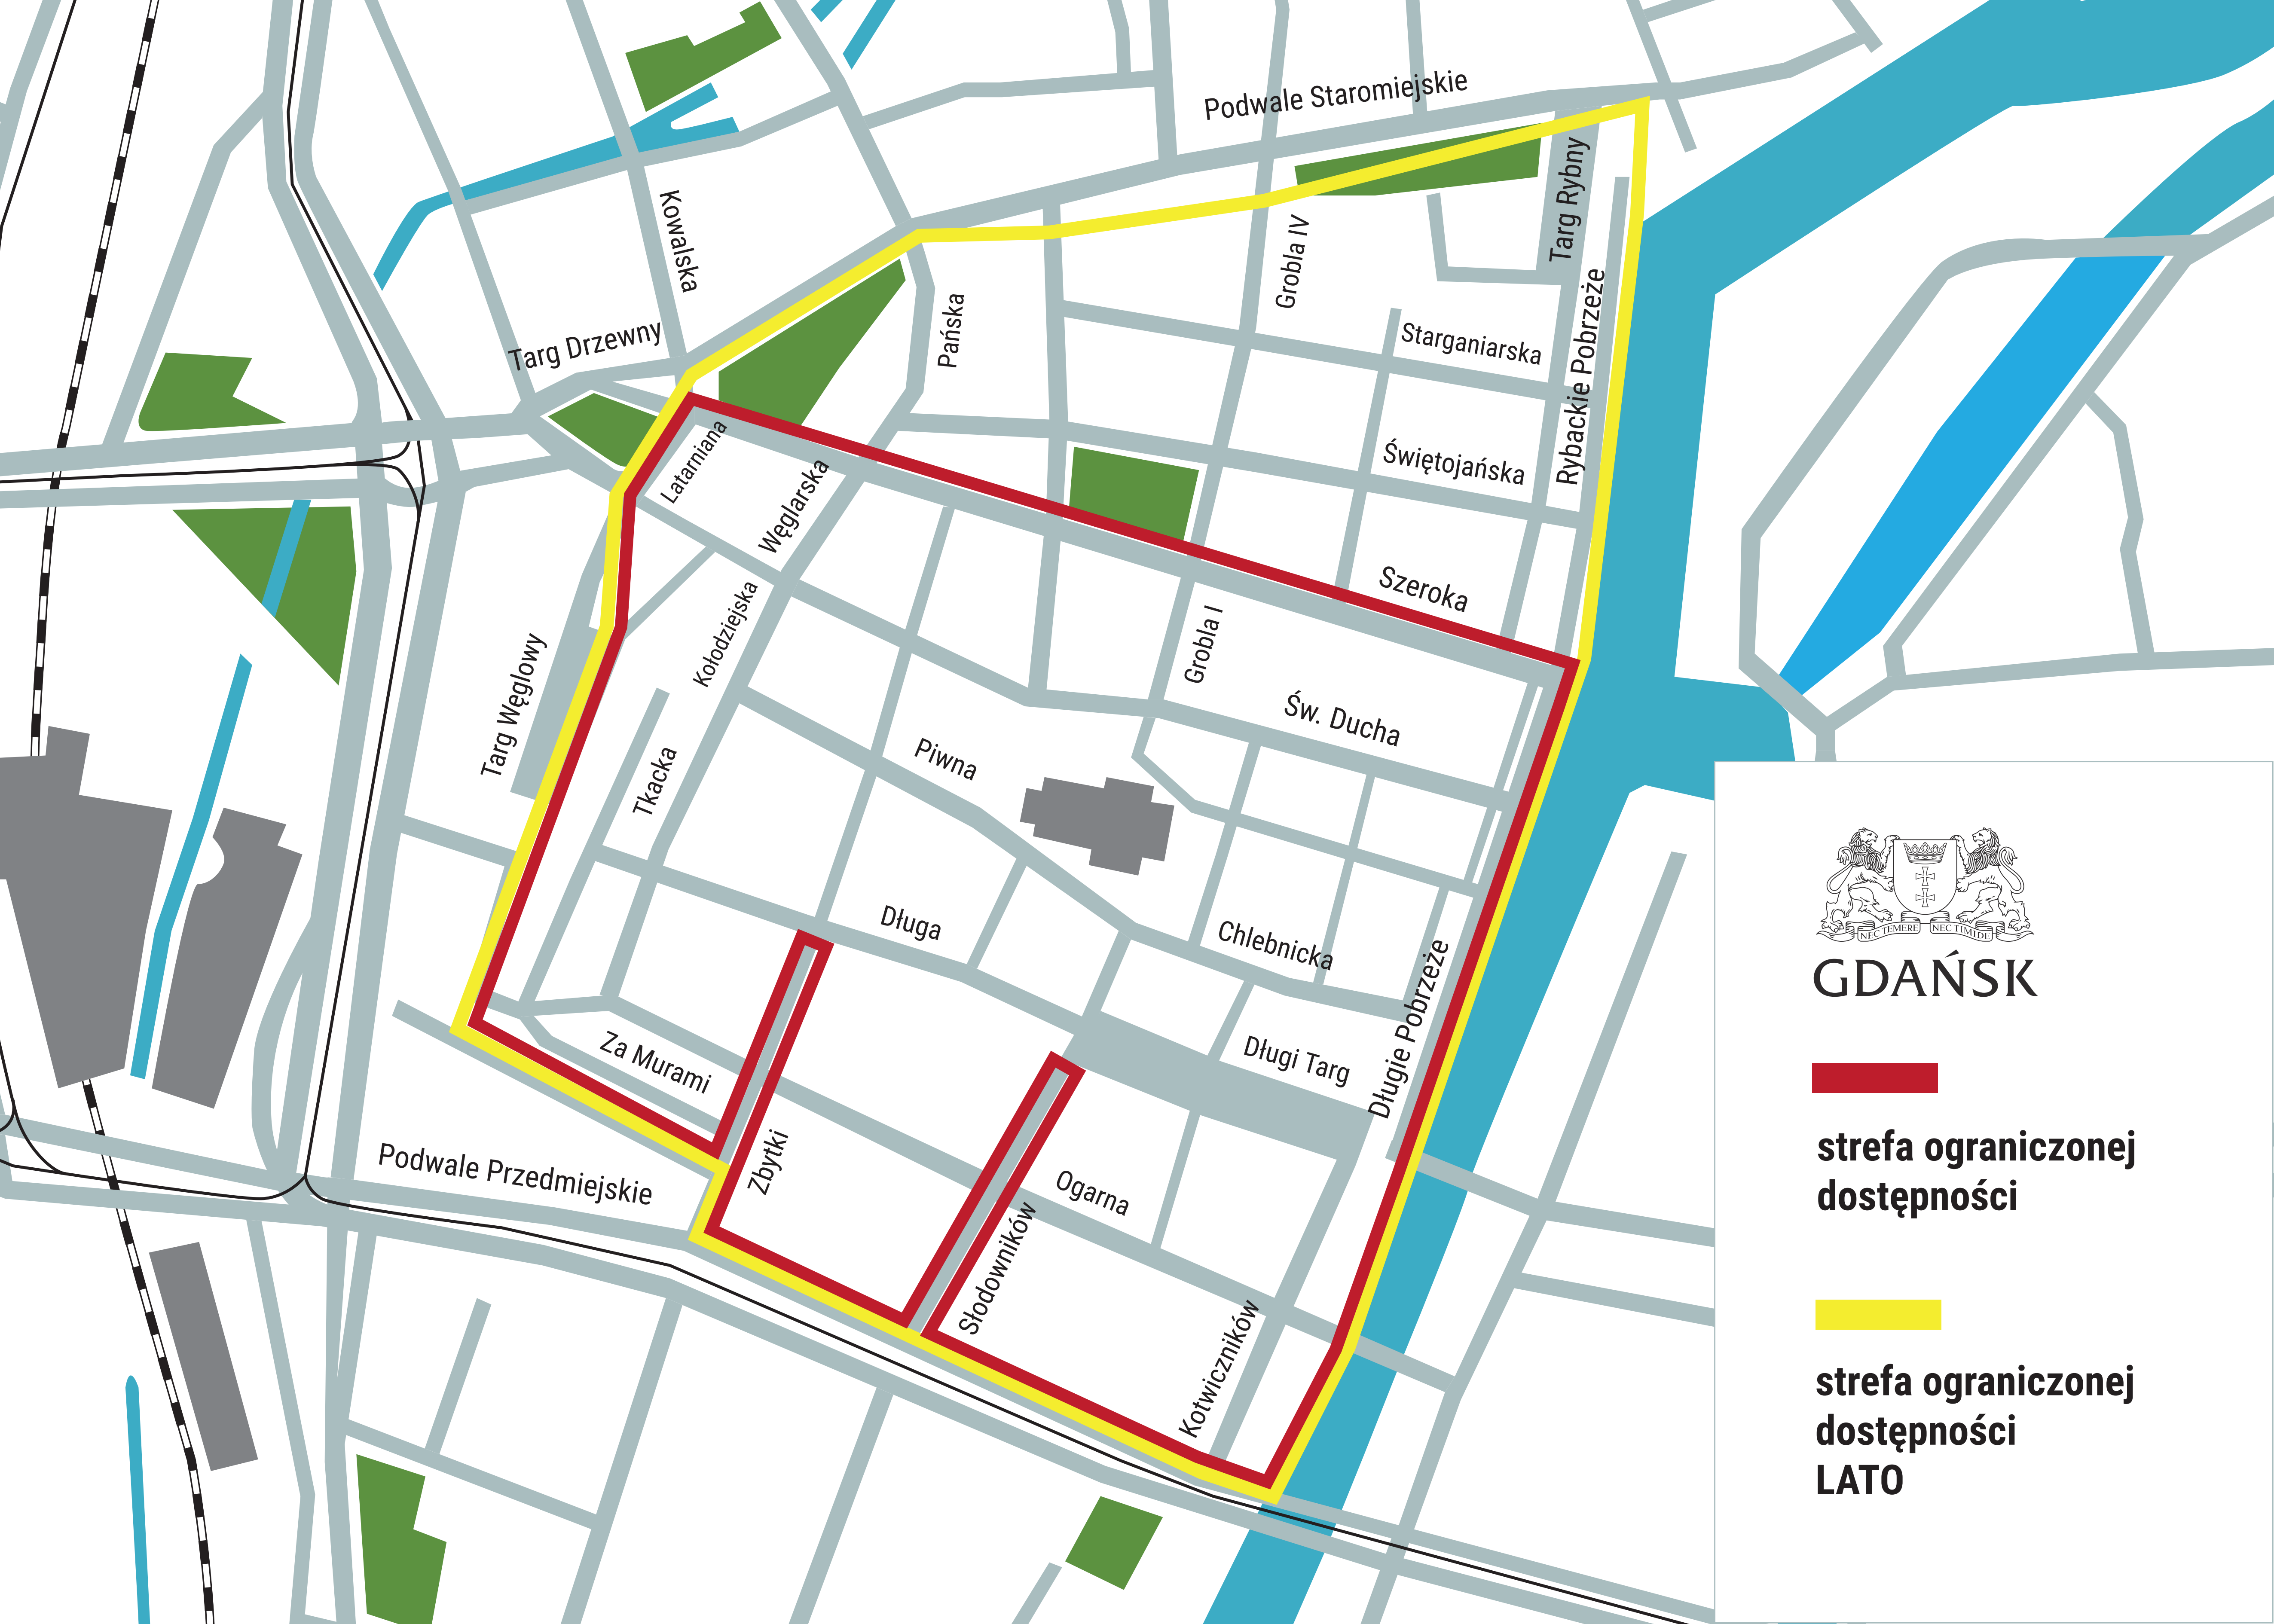 Podwale Staromiejskie
Targ Rybny
Kowalska
Grobla IV
Targ Drzewny
Pańska
Starganiarska
Rybackie Pobrzeże
Latarniana
Węglarska
Świętojańska
Szeroka
Kołodziejska
Grobla I
Targ Węglowy
Św. Ducha
Piwna
Tkacka
Długa
Chlebnicka
Długie Pobrzeże
Za Murami
Długi Targ
Zbytki
Podwale Przedmiejskie
Ogarna
Słodowników
Kotwiczników
NEC TEMERE NEC TIMIDE
GDAŃSK
strefa ograniczonej
dostępności
strefa ograniczonej
dostępności
LATO